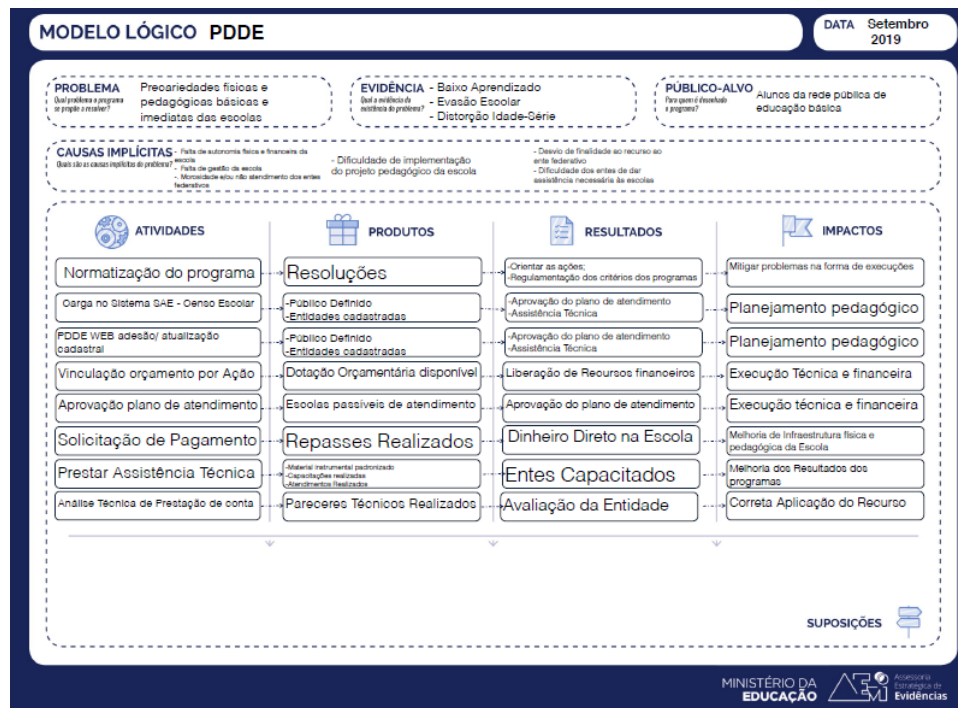 MODELO LÓGICO PDDE
DATA Setembro
2019
PROBLEMA
Qual problema o programa
se propõe a resolver?
Precariedades físicas e
pedagógicas básicas e
imediatas das escolas
EVIDÊNCIA
Qual a evidência da
existência do problema?
- Baixo Aprendizado
- Evasão Escolar
- Distorção Idade-Série
PÚBLICO-ALVO
Para quem é desenhado
o programa?
Alunos da rede pública de
educação básica
CAUSAS IMPLÍCITAS
Quais são as causas implícitas do problema?
- Falta de autonomia física e financeira da
escola
- Falta de gestão da escola
-. Morosidade e/ou não atendimento dos entes
federativos
- Dificuldade de implementação
do projeto pedagógico da escola
- Desvio de finalidade ao recurso ao
ente federativo
- Dificuldade dos entes de dar
assistência necessária às escolas
ATIVIDADES
PRODUTOS
RESULTADOS
IMPACTOS
Normatização do programa
Resoluções
-Orientar as ações;
-Regulamentação dos critérios dos programas
Mitigar problemas na forma de execuções
Carga no Sistema SAE - Censo Escolar
-Público Definido
-Entidades cadastradas
-Aprovação do plano de atendimento
-Assistência Técnica
Planejamento pedagógico
PDDE WEB adesão/ atualização
cadastral
-Público Definido
-Entidades cadastradas
-Aprovação do plano de atendimento
-Assistência Técnica
Planejamento pedagógico
Vinculação orçamento por Ação
Dotação Orçamentária disponível
Liberação de Recursos financeiros
Execução Técnica e financeira
Aprovação plano de atendimento
Escolas passíveis de atendimento
Aprovação do plano de atendimento
Execução técnica e financeira
Solicitação de Pagamento
Repasses Realizados
Dinheiro Direto na Escola
Melhoria de Infraestrutura física e
pedagógica da Escola
Prestar Assistência Técnica
-Material instrumental padronizado
-Capacitações realizadas
-Atendimentos Realizados
Entes Capacitados
Melhoria dos Resultados dos
programas
Análise Técnica de Prestação de conta
Pareceres Técnicos Realizados
Avaliação da Entidade
Correta Aplicação do Recurso
SUPOSIÇÕES
MINISTÉRIO DA
EDUCAÇÃO
Assessoria
Estratégica de
Evidências